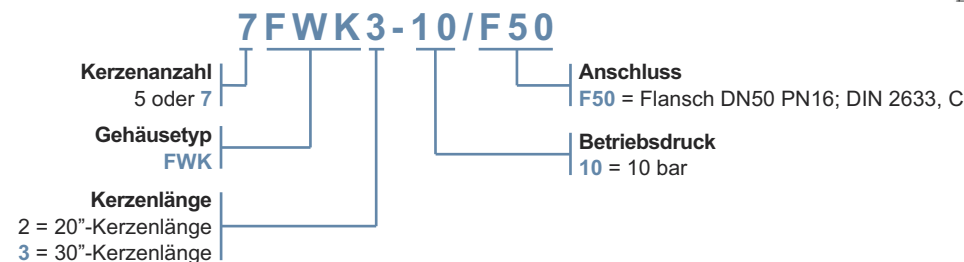 7FWK3-10/F50
Kerzenanzahl
5 oder 7
Gehäusetyp
FWK
Kerzenlänge
2 = 20”-Kerzenlänge
3 = 30”-Kerzenlänge
Anschluss
F50 = Flansch DN50 PN16; DIN 2633, C
Betriebsdruck
10 = 10 bar